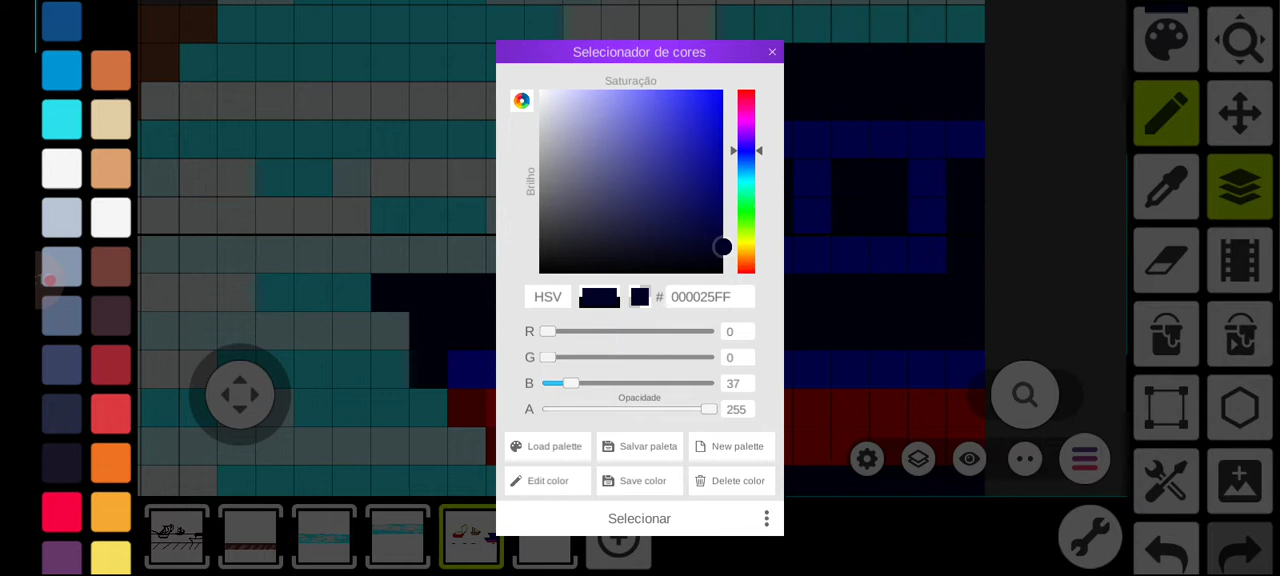 Selecionador de cores ×
Saturação
Brilho
HSV # 000025FF
R 0
G 0
B 37
Opacidade
A 255
Load palette Salvar paleta New palette
Edit color Save color Delete color
Selecionar